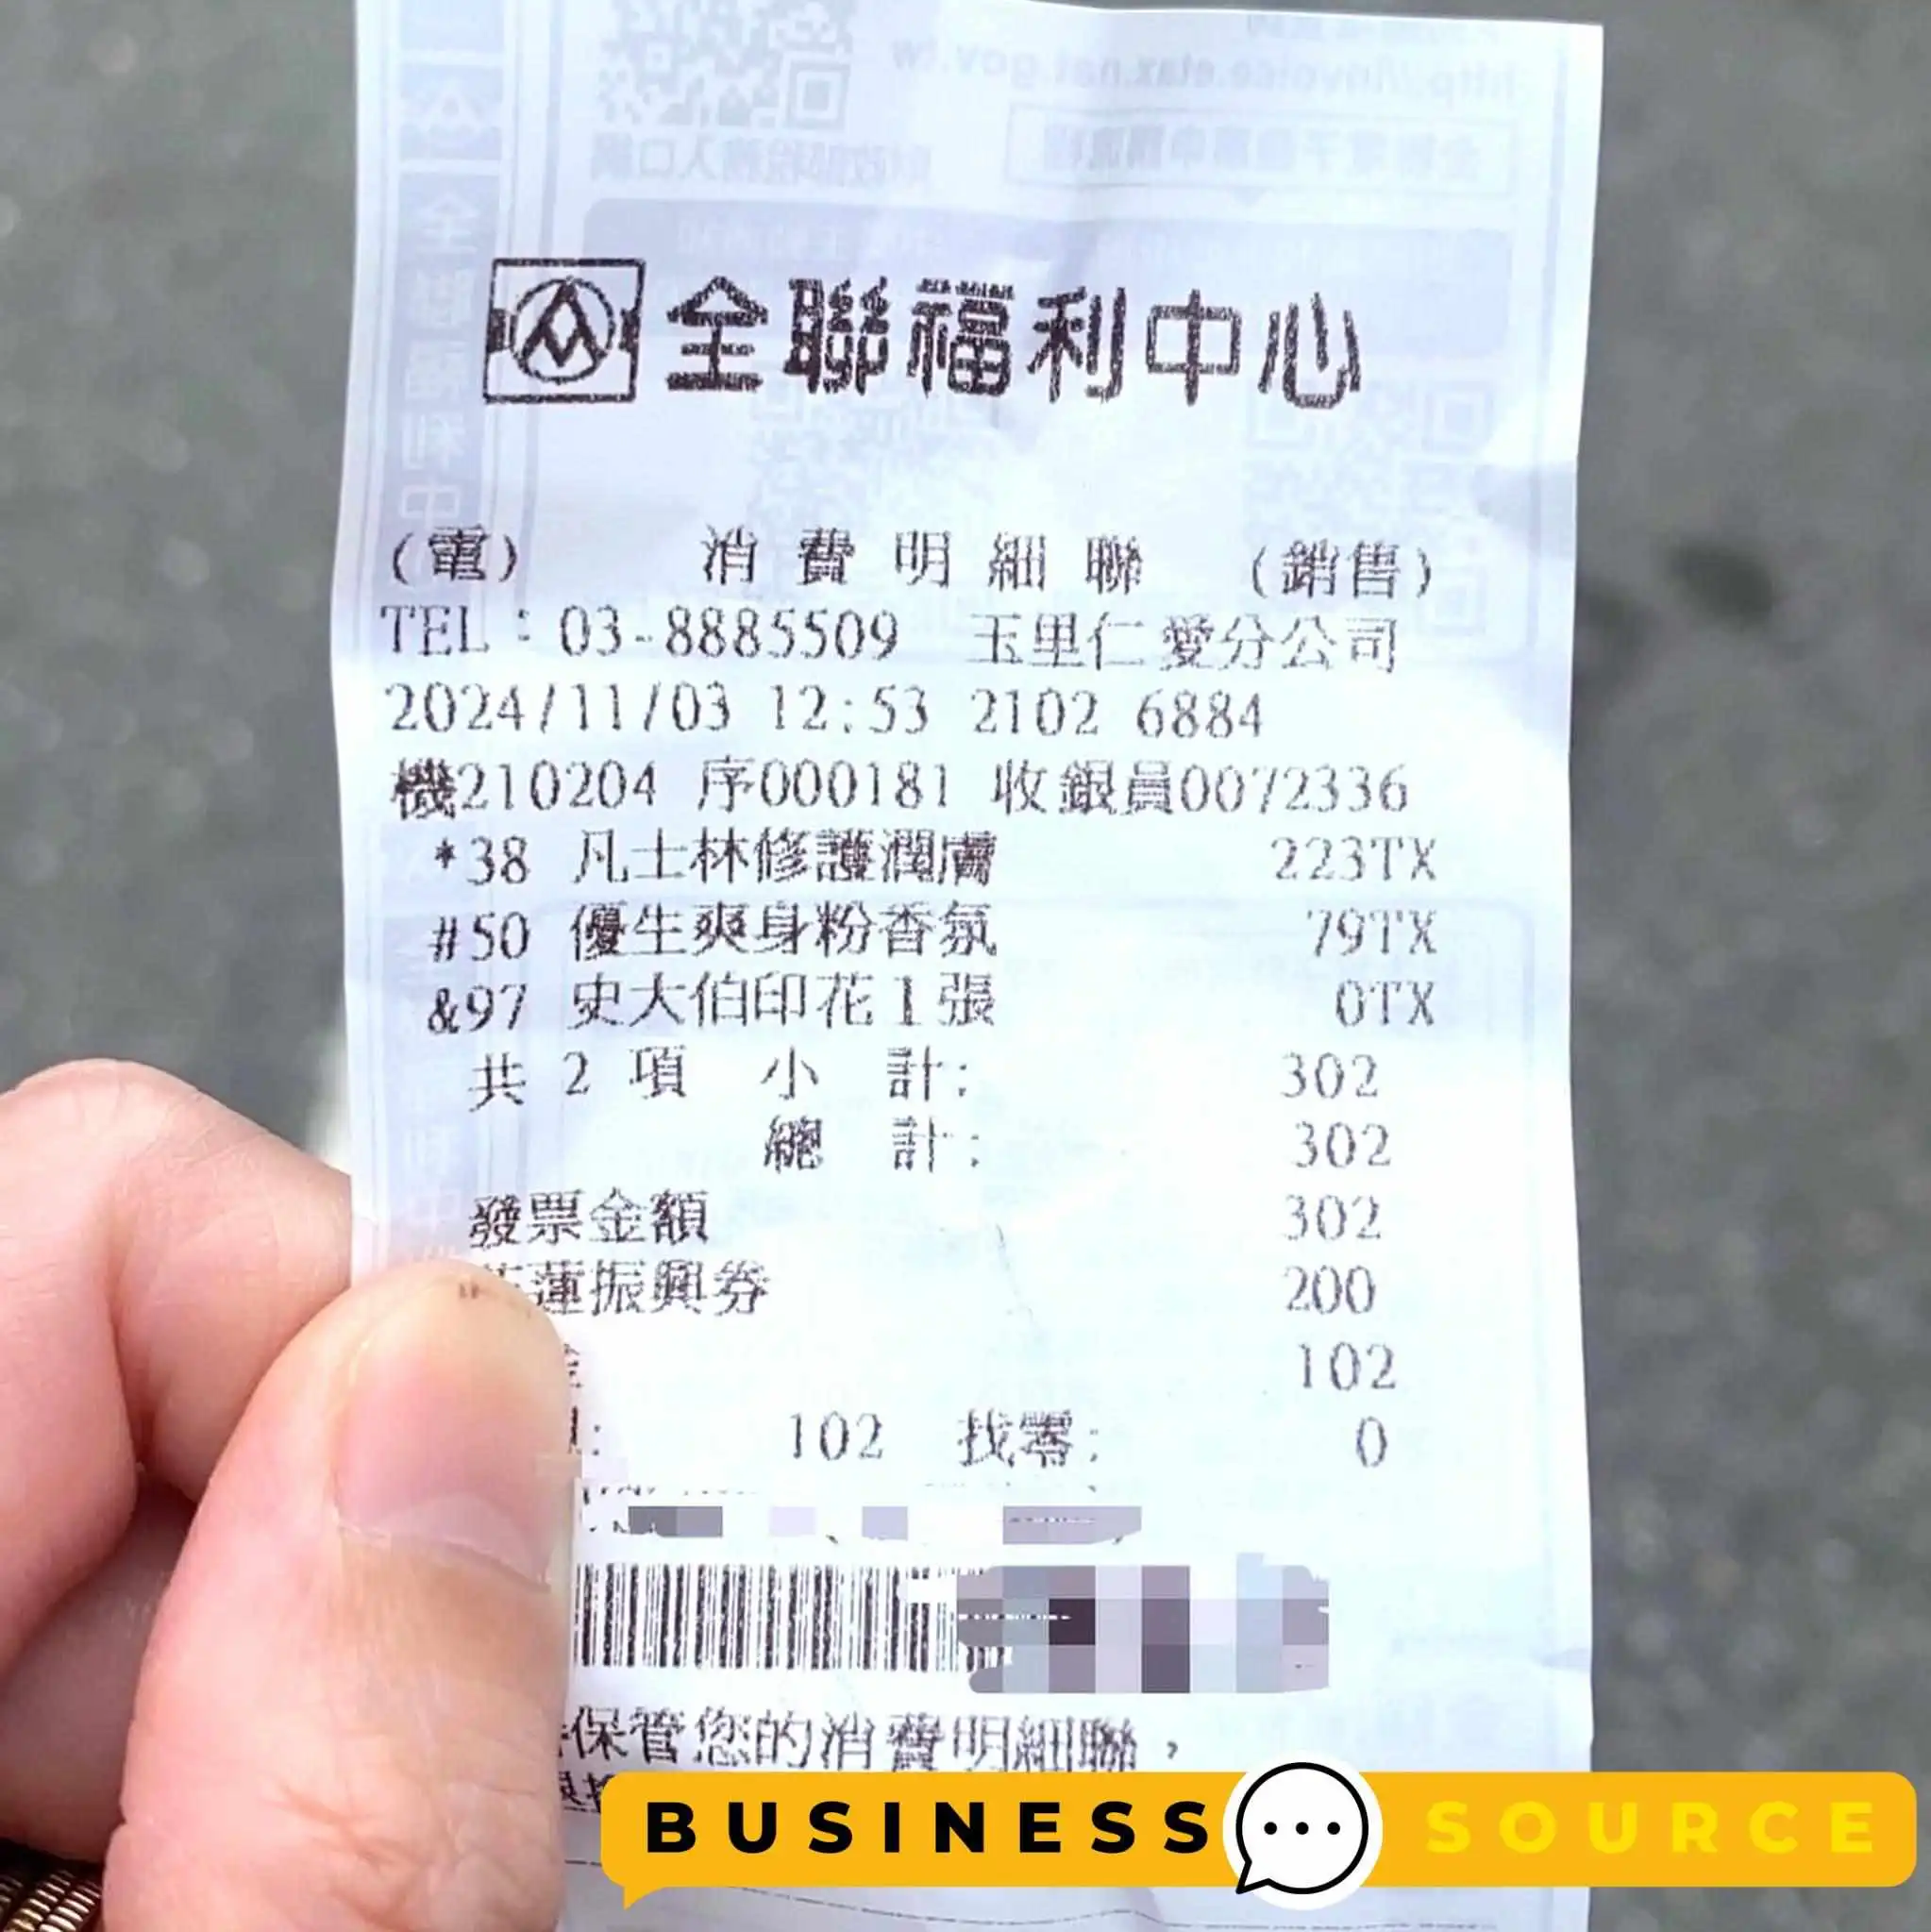 全聯福利中心
(電) 消費明細聯 (銷售)
TEL:03-8885509 玉里仁愛分公司
2024/11/03 12:53 2102 6884
機210204 序000181 收銀員0072336
*38 凡士林修護潤膚 223TX
#50 優生爽身粉香氛 79TX
&97 史大伯印花1張 0TX
共 2 項 小 計: 302
總 計: 302
發票金額 302
蓮振興券 200
102
102 找零: 0
保管您的消費明細聯,
BUSINESS SOURCE